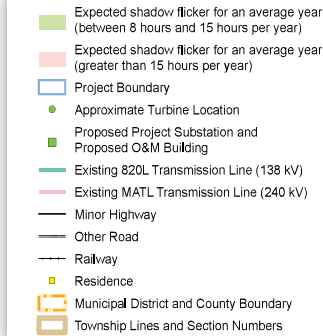 Expected shadow flicker for an average year
(between 8 hours and 15 hours per year)
Expected shadow flicker for an average year
(greater than 15 hours per year)
Project Boundary
Approximate Turbine Location
Proposed Project Substation and
Proposed O&M Building
Existing 820L Transmission Line (138 kV)
Existing MATL Transmission Line (240 kV)
Minor Highway
Other Road
Railway
Residence
Municipal District and County Boundary
Township Lines and Section Numbers